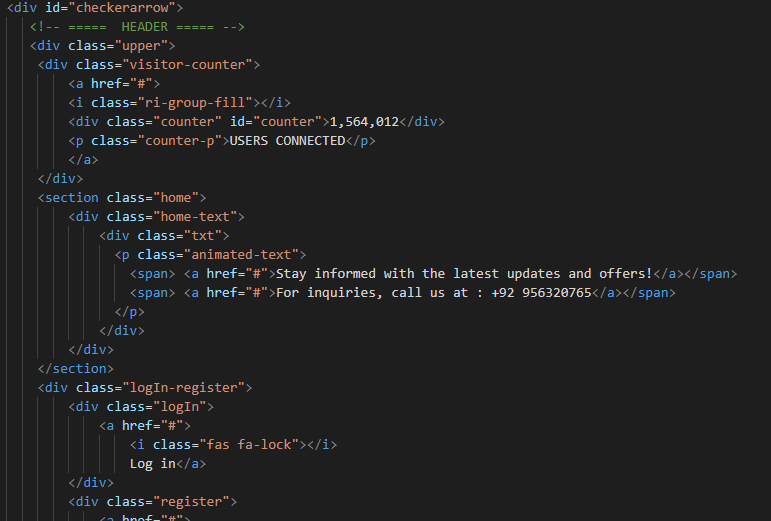 <div id="checkerarrow">
<!-- =====  HEADER ===== -->
<div class="upper">
<div class="visitor-counter">
<a href="#">
<i class="ri-group-fill"></i>
<div class="counter" id="counter">1,564,012</div>
<p class="counter-p">USERS CONNECTED</p>
</a>
</div>
<section class="home">
<div class="home-text">
<div class="txt">
<p class="animated-text">
<span> <a href="#">Stay informed with the latest updates and offers!</a></span>
<span> <a href="#">For inquiries, call us at : +92 956320765</a></span>
</p>
</div>
</div>
</section>
<div class="logIn-register">
<div class="logIn">
<a href="#">
<i class="fas fa-lock"></i>
Log in</a>
</div>
<div class="register">
<a href="#">